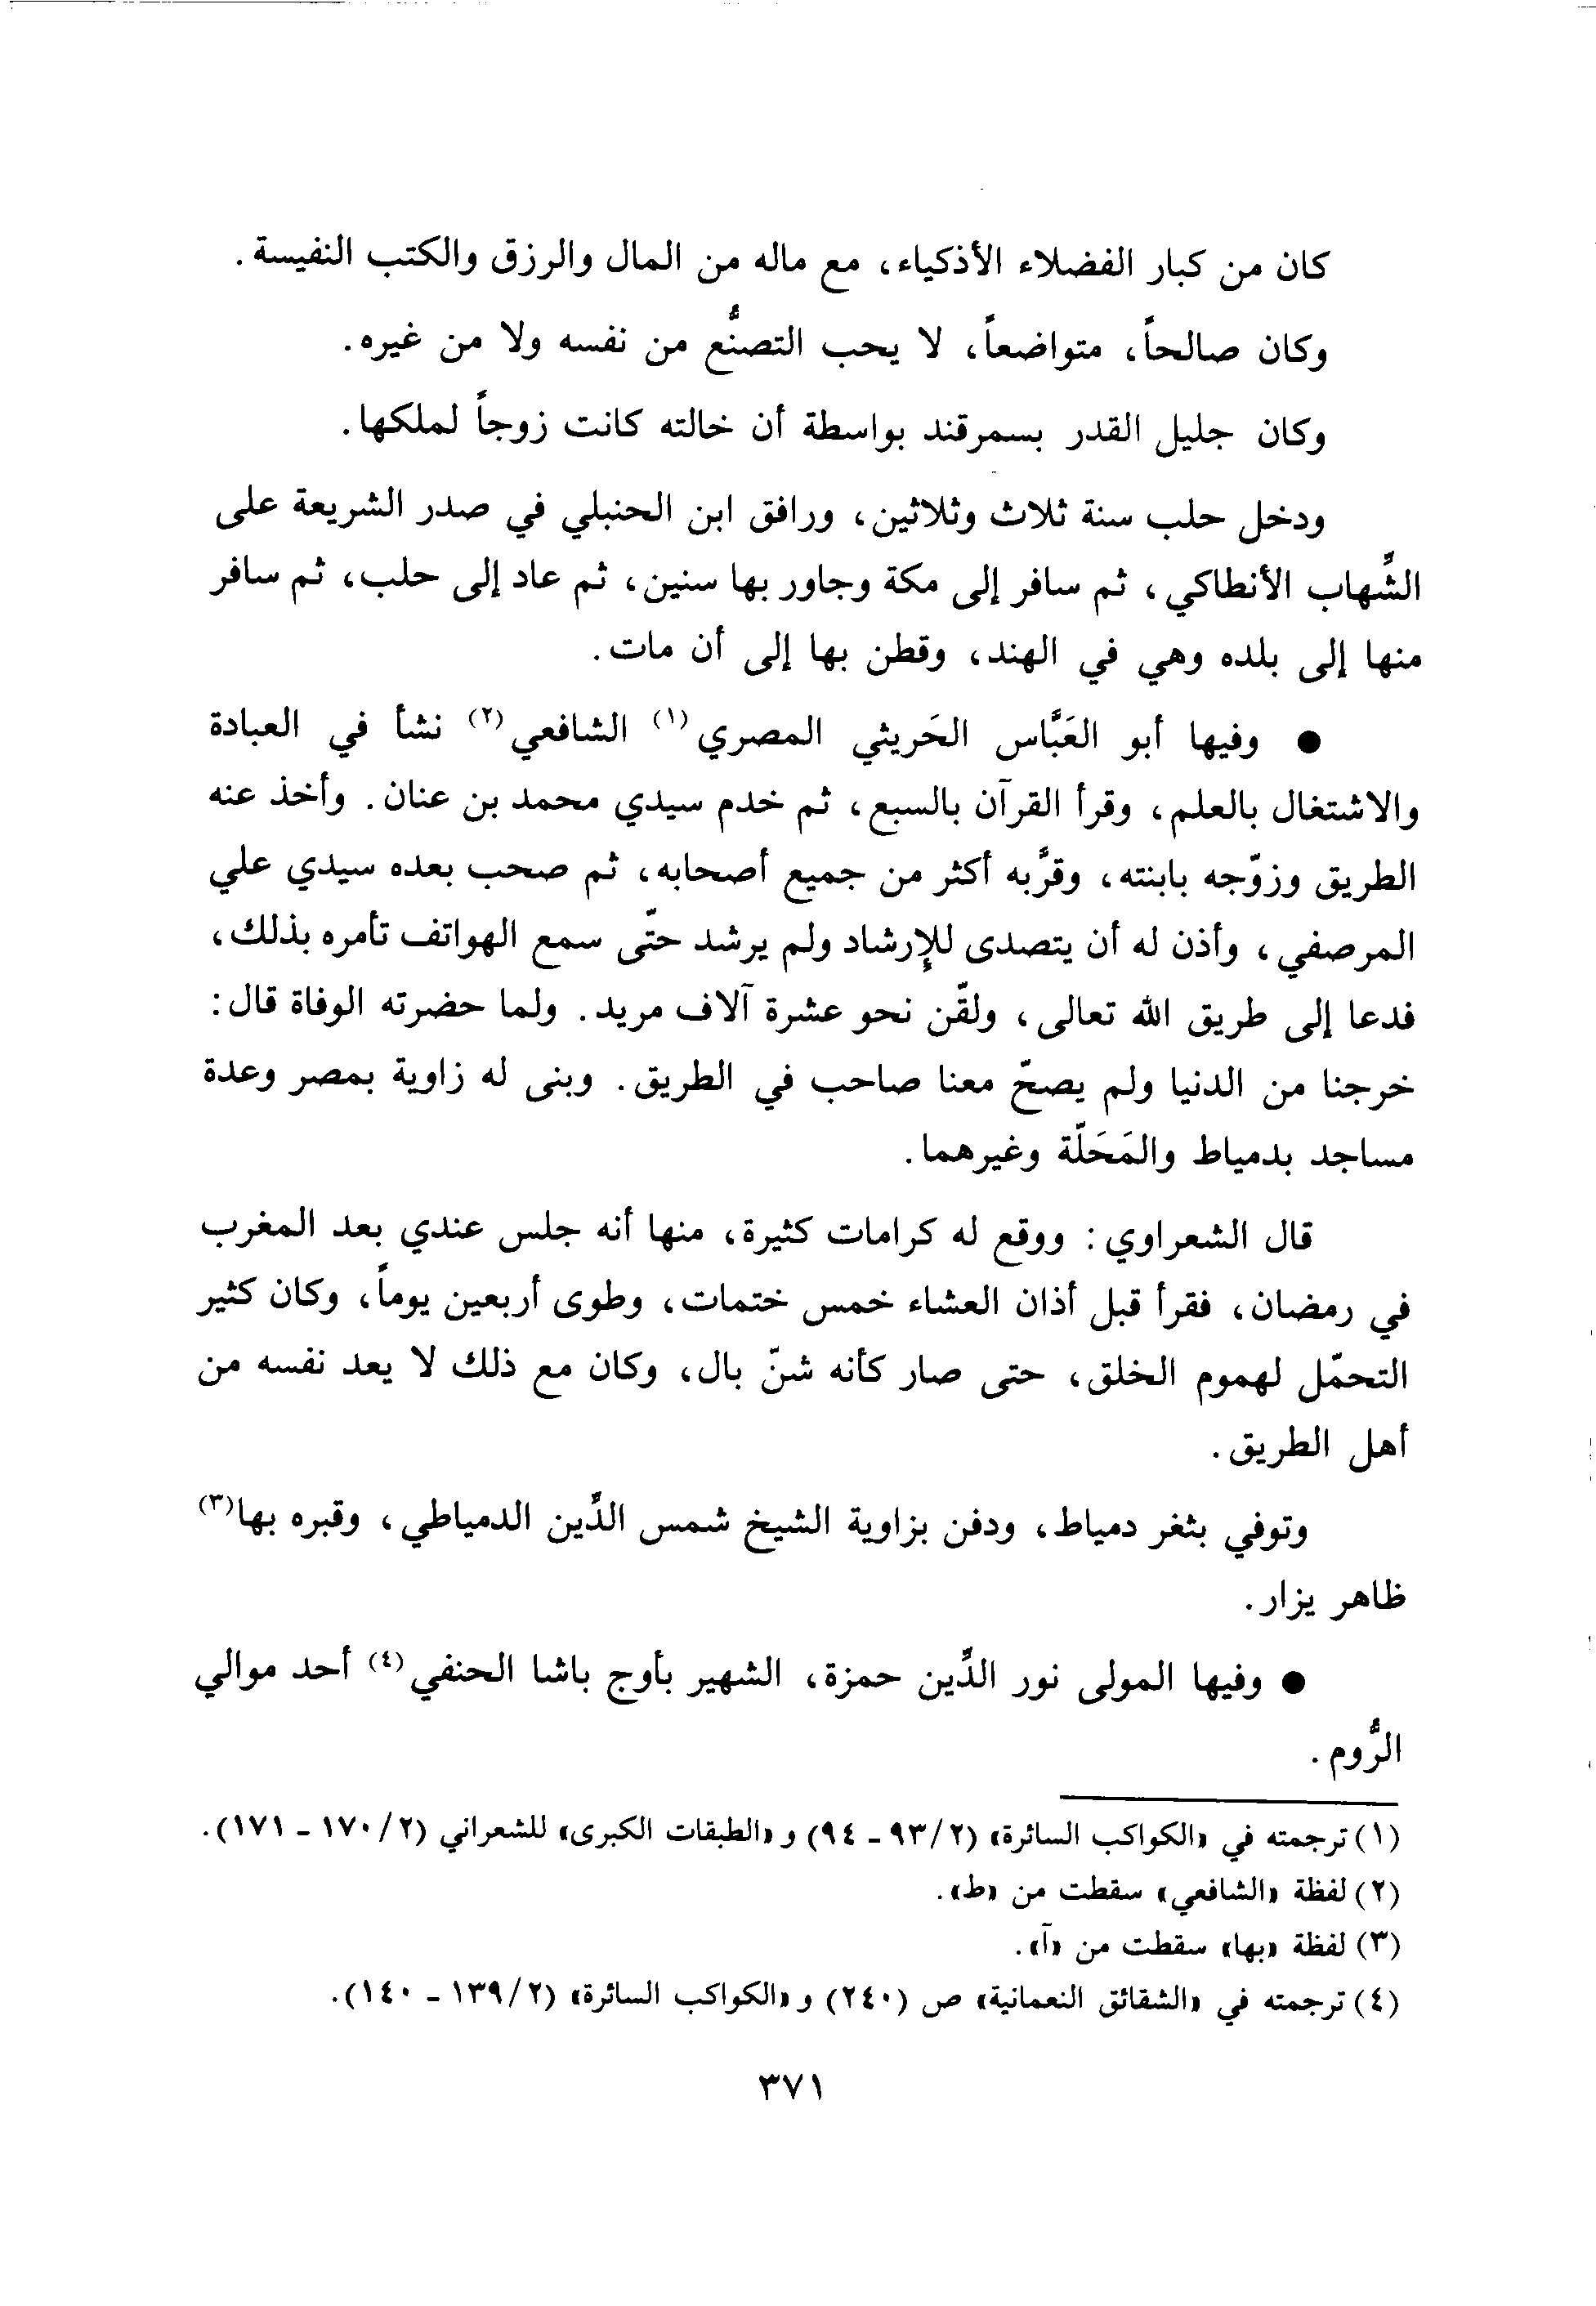 كان من كبار الفضلاء الأذكياء، مع ماله من المال والرزق والكتب النفيسة.
وكان صالحاً، متواضعاً، لا يحب التصنُّع من نفسه ولا من غيره.
وكان جليل القدر بسمرقند بواسطة أن خالته كانت زوجاً لملكها.
ودخل حلب سنة ثلاث وثلاثين، ورافق ابن الحنبلي في صدر الشريعة على
الشِّهاب الأنطاكي، ثم سافر إلى مكة وجاور بها سنين، ثم عاد إلى حلب، ثم سافر
منها إلى بلده وهي في الهند، وقطن بها إلى أن مات.
● وفيها أبو العَبَّاس الحَريثي المصري(١) الشافعي(٢) نشأ في العبادة
والاشتغال بالعلم، وقرأ القرآن بالسبع، ثم خدم سيدي محمد بن عنان. وأخذ عنه
الطريق وزوّجه بابنته، وقرَّبه أكثر من جميع أصحابه، ثم صحب بعده سيدي علي
المرصفي، وأذن له أن يتصدى للإرشاد ولم يرشد حتّى سمع الهواتف تأمره بذلك،
فدعا إلى طريق الله تعالى، ولقّن نحو عشرة آلاف مريد. ولما حضرته الوفاة قال:
خرجنا من الدنيا ولم يصحّ معنا صاحب في الطريق. وبنى له زاوية بمصر وعدة
مساجد بدمياط والمَحَلّة وغيرهما.
قال الشعراوي: ووقع له كرامات كثيرة، منها أنه جلس عندي بعد المغرب
في رمضان، فقرأ قبل أذان العشاء خمس ختمات، وطوى أربعين يوماً، وكان كثير
التحمّل لهموم الخلق، حتى صار كأنه شنّ بال، وكان مع ذلك لا يعد نفسه من
أهل الطريق.
وتوفي بثغر دمياط، ودفن بزاوية الشيخ شمس الدِّين الدمياطي، وقبره بها(٣)
ظاهر يزار.
● وفيها المولى نور الدِّين حمزة، الشهير بأوج باشا الحنفي(٤) أحد موالي
الرُّوم.
(١) ترجمته في «الكواكب السائرة» (٢/٩٣ - ٩٤) و«الطبقات الكبرى» للشعراني (٢/١٧٠ - ١٧١).
(٢) لفظة «الشافعي» سقطت من «ط».
(٣) لفظة «بها» سقطت من «آ».
(٤) ترجمته في «الشقائق النعمانية» ص (٢٤٠) و«الكواكب السائرة» (٢/١٣٩ - ١٤٠).
٣٧١